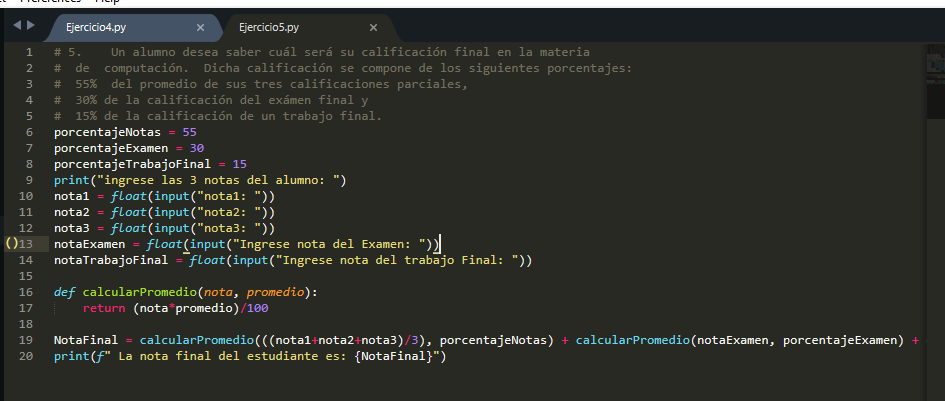 Ejercicio4.py × Ejercicio5.py ×
1 # 5.    Un alumno desea saber cuál será su calificación final en la materia
2 #  de  computación.  Dicha calificación se compone de los siguientes porcentajes:
3 #  55%  del promedio de sus tres calificaciones parciales,
4 #  30% de la calificación del exámen final y
5 #  15% de la calificación de un trabajo final.
6 porcentajeNotas = 55
7 porcentajeExamen = 30
8 porcentajeTrabajoFinal = 15
9 print("ingrese las 3 notas del alumno: ")
10 nota1 = float(input("nota1: "))
11 nota2 = float(input("nota2: "))
12 nota3 = float(input("nota3: "))
()13 notaExamen = float(input("Ingrese nota del Examen: "))
14 notaTrabajoFinal = float(input("Ingrese nota del trabajo Final: "))
15
16 def calcularPromedio(nota, promedio):
17     return (nota*promedio)/100
18
19 NotaFinal = calcularPromedio(((nota1+nota2+nota3)/3), porcentajeNotas) + calcularPromedio(notaExamen, porcentajeExamen) +
20 print(f" La nota final del estudiante es: {NotaFinal}")